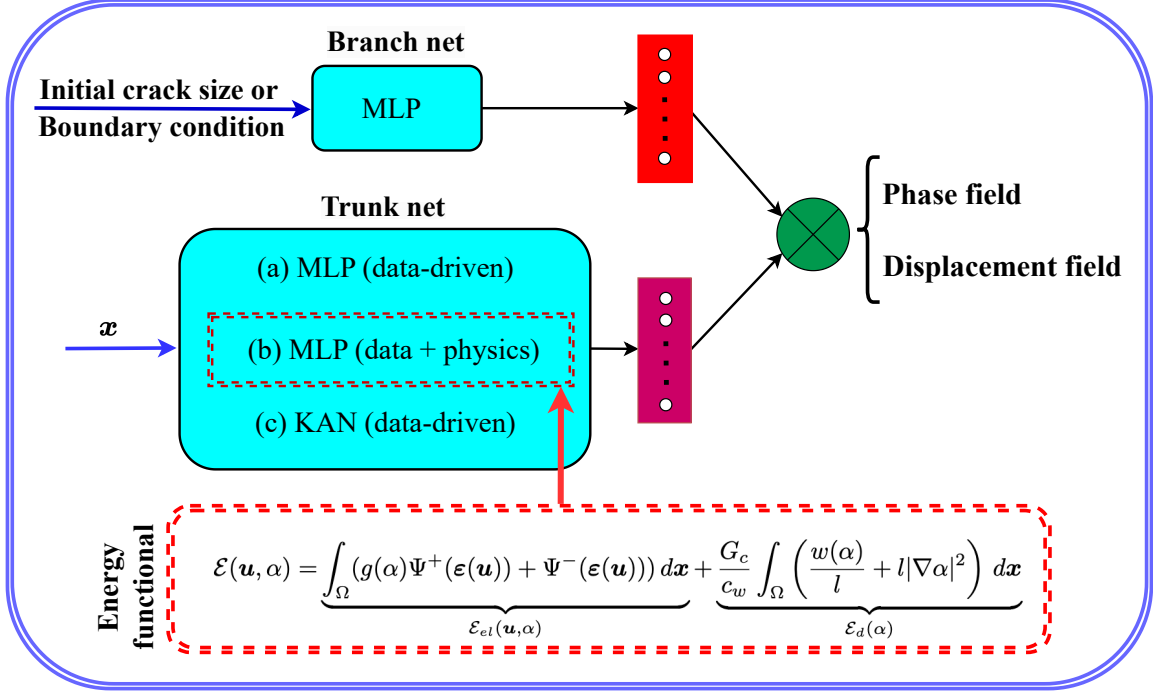 Branch net
Initial crack size or
Boundary condition
MLP
Trunk net
(a) MLP (data-driven)
(b) MLP (data + physics)
(c) KAN (data-driven)
x
Phase field
Displacement field
Energy
functional
ℰ(u, α) = ∫_Ω (g(α)Ψ⁺(ε(u)) + Ψ⁻(ε(u))) dx + G_c/c_w ∫_Ω (w(α)/l + l|∇α|²) dx
ℰ_el(u,α)
ℰ_d(α)